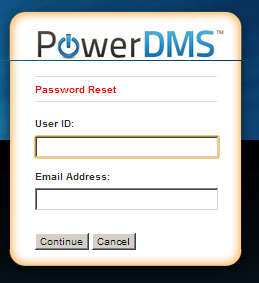 PowerDMS™
Password Reset
User ID:
Email Address:
Continue Cancel